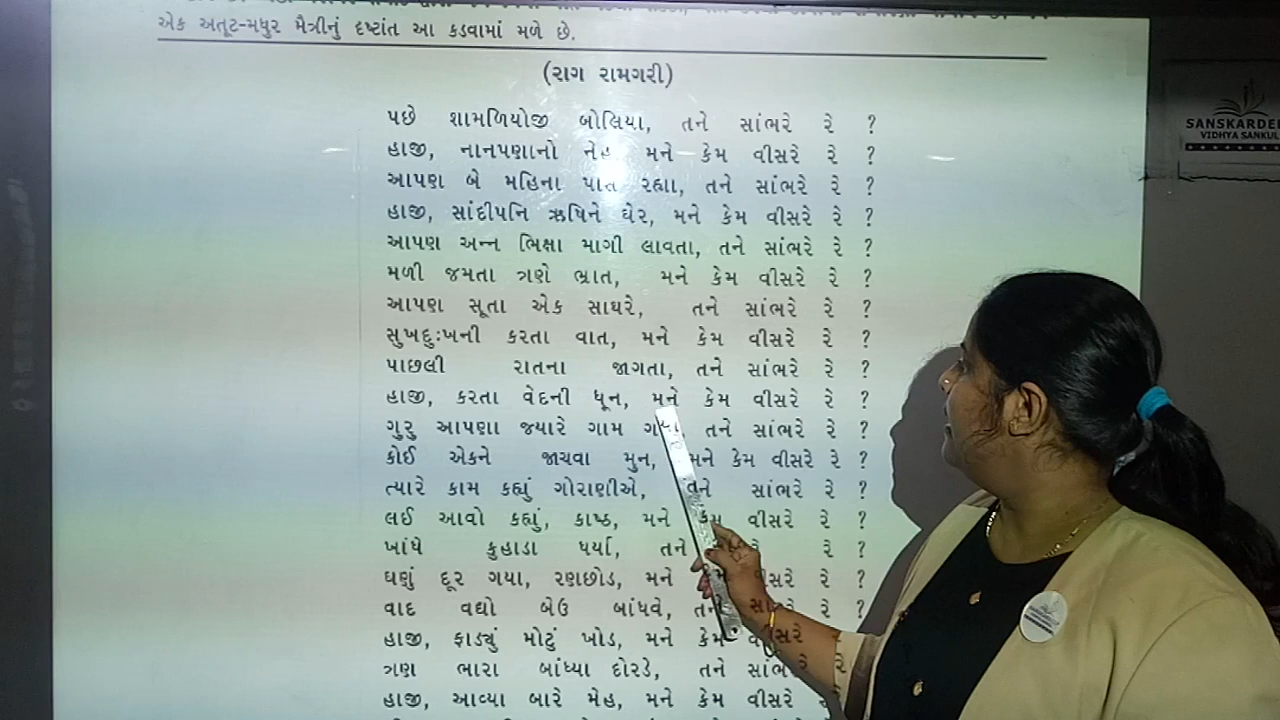 એક અતૂટ-મધુર મૈત્રીનું દૃષ્ટાંત આ કડવામાં મળે છે.
(રાગ રામગરી)
પછે શામળિયોજી બોલિયા, તને સાંભરે રે ?
હાજી, નાનપણાનો નેહ મને કેમ વીસરે રે ?
આપણ બે મહિના પાસ રહ્યા, તને સાંભરે રે ?
હાજી, સાંદીપનિ ઋષિને ઘેર, મને કેમ વીસરે રે ?
આપણ અન્ન ભિક્ષા માગી લાવતા, તને સાંભરે રે ?
મળી જમતા ત્રણે ભ્રાત, મને કેમ વીસરે રે ?
આપણ સૂતા એક સાથરે, તને સાંભરે રે ?
સુખદુઃખની કરતા વાત, મને કેમ વીસરે રે ?
પાછલી રાતના જાગતા, તને સાંભરે રે ?
હાજી, કરતા વેદની ધૂન, મને કેમ વીસરે રે ?
ગુરુ આપણા જ્યારે ગામ ગયા તને સાંભરે રે ?
કોઈ એકને જાચવા મુન, મને કેમ વીસરે રે ?
ત્યારે કામ કહ્યું ગોરાણીએ, તને સાંભરે રે ?
લઈ આવો કહ્યું, કાષ્ઠ, મને કેમ વીસરે રે ?
ખાંધે કુહાડા ધર્યા, તને રે ?
ઘણું દૂર ગયા, રણછોડ, મને કેમ વીસરે રે ?
વાદ વદ્યો બેઉ બાંધવે, તને સાંભરે રે ?
હાજી, ફાડ્યું મોટું ખોડ, મને કેમ વીસરે
ત્રણ ભારા બાંધ્યા દોરડે, તને સાંભરે રે
હાજી, આવ્યા બારે મેહ, મને કેમ વીસરે
SANSKARDEEP
VIDHYA SANKUL